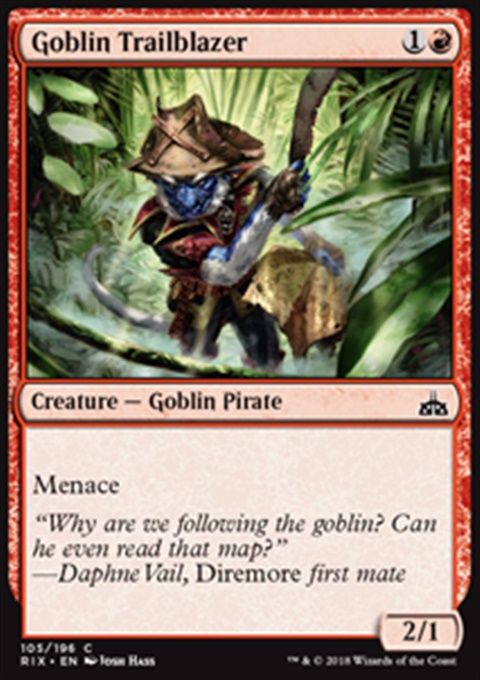 Goblin Trailblazer 1
Creature — Goblin Pirate
Menace
“Why are we following the goblin? Can
he even read that map?”
—Daphne Vail, Diremore first mate
2/1
105/196 C
RIX • EN Josh Hass
™ & © 2018 Wizards of the Coast